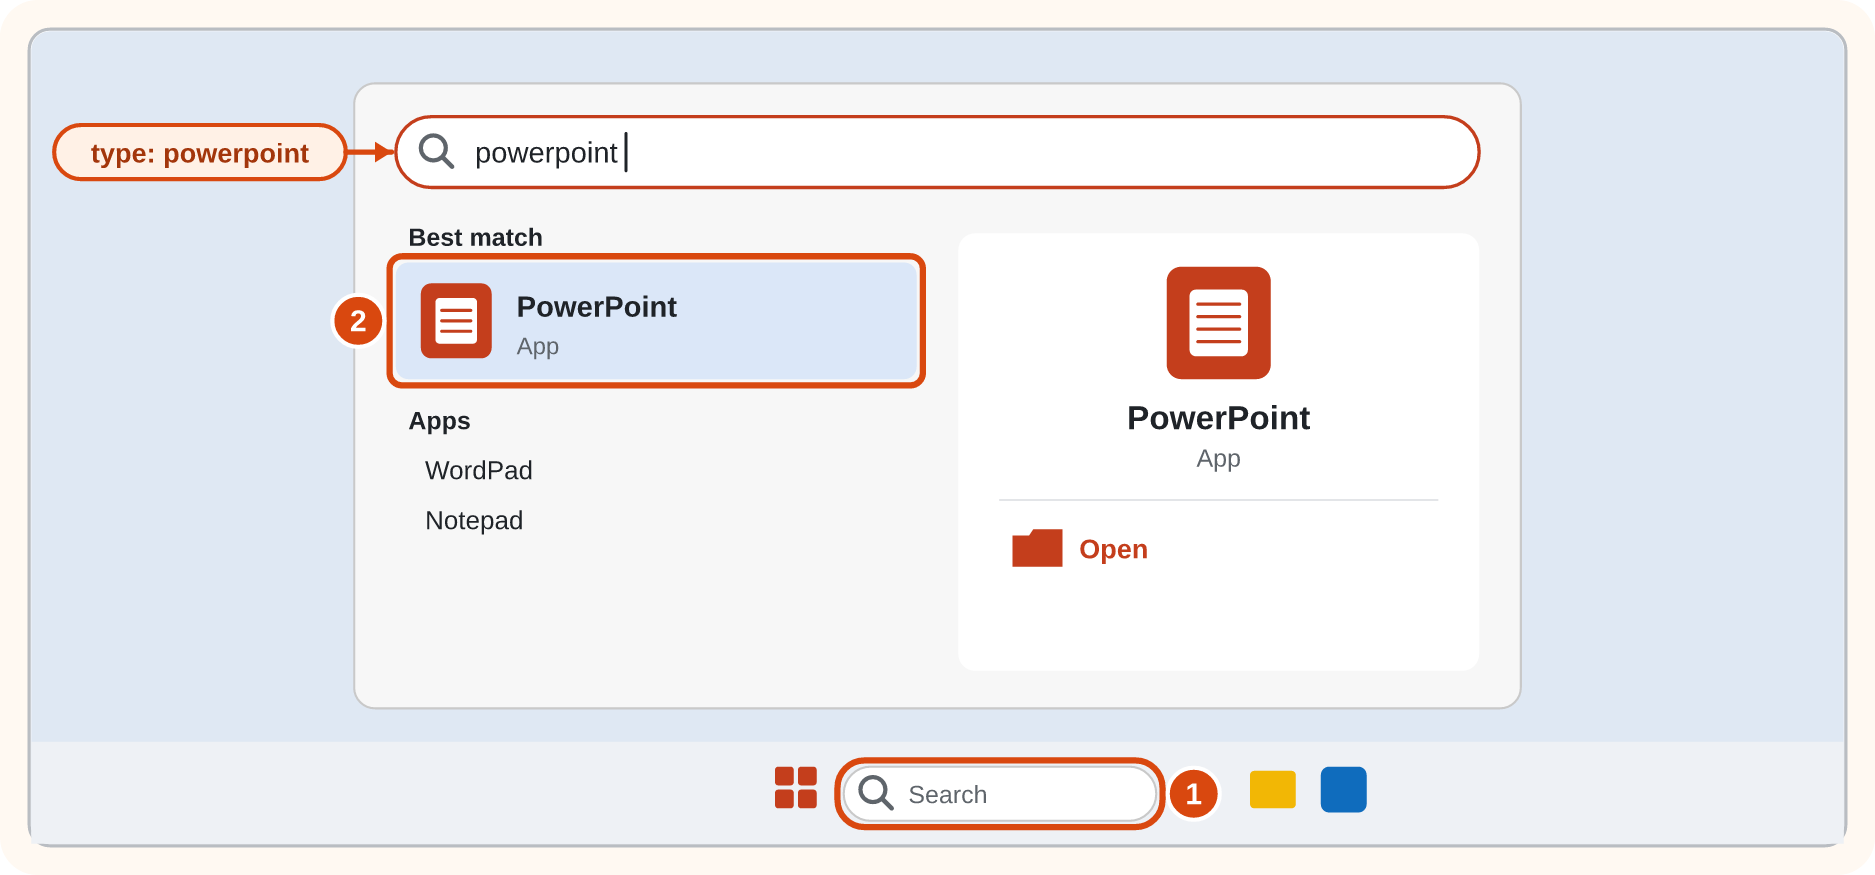 type: powerpoint
powerpoint
Best match
2
PowerPoint
App
Apps
WordPad
Notepad
PowerPoint
App
Open
Search
1